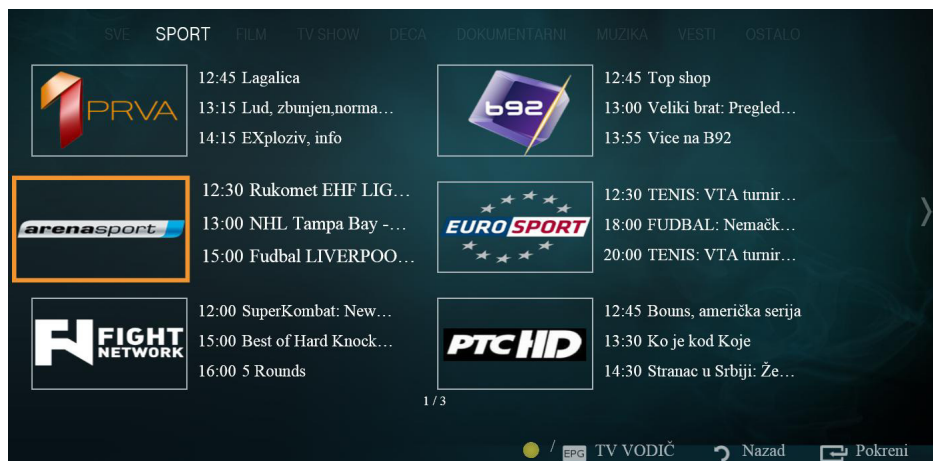 SVE SPORT FILM TV SHOW DECA DOKUMENTARNI MUZIKA VESTI OSTALO
1 PRVA
12:45 Lagalica
13:15 Lud, zbunjen,norma…
14:15 EXploziv, info
b92
12:45 Top shop
13:00 Veliki brat: Pregled…
13:55 Vice na B92
arenasport
12:30 Rukomet EHF LIG…
13:00 NHL Tampa Bay -…
15:00 Fudbal LIVERPOO…
EUROSPORT
12:30 TENIS: VTA turnir…
18:00 FUDBAL: Nemačk…
20:00 TENIS: VTA turnir…
FN FIGHT
NETWORK
12:00 SuperKombat: New…
15:00 Best of Hard Knock…
16:00 5 Rounds
РТС HD
12:45 Bouns, američka serija
13:30 Ko je kod Koje
14:30 Stranac u Srbiji: Že…
1 / 3
/ EPG TV VODIČ Nazad Pokreni